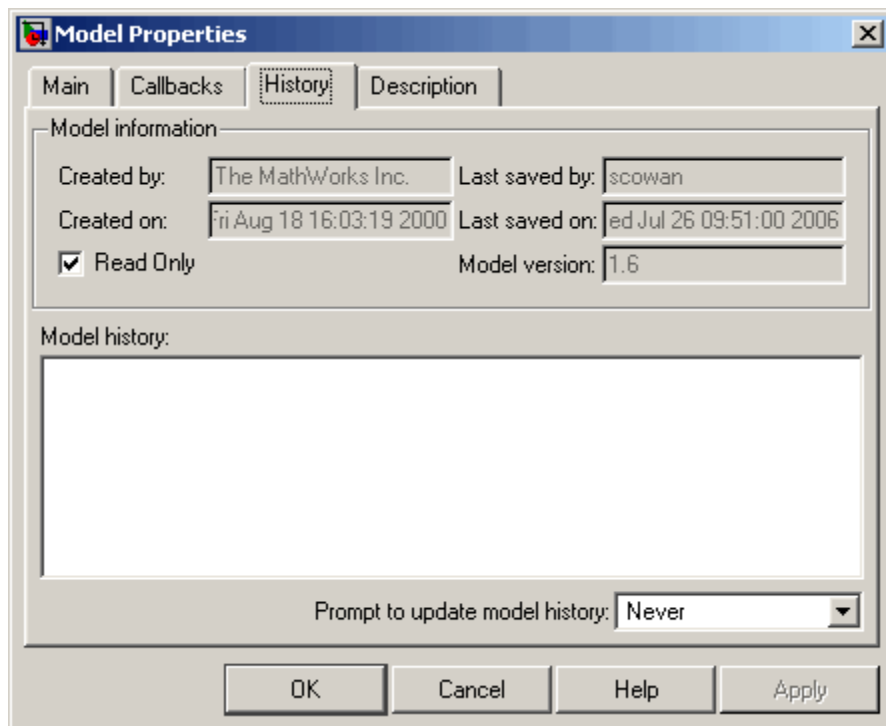 Model Properties
Main Callbacks History Description
Model information
Created by: The MathWorks Inc. Last saved by: scowan
Created on: Fri Aug 18 16:03:19 2000 Last saved on: ed Jul 26 09:51:00 2006
Read Only Model version: 1.6
Model history:
Prompt to update model history: Never
OK Cancel Help Apply